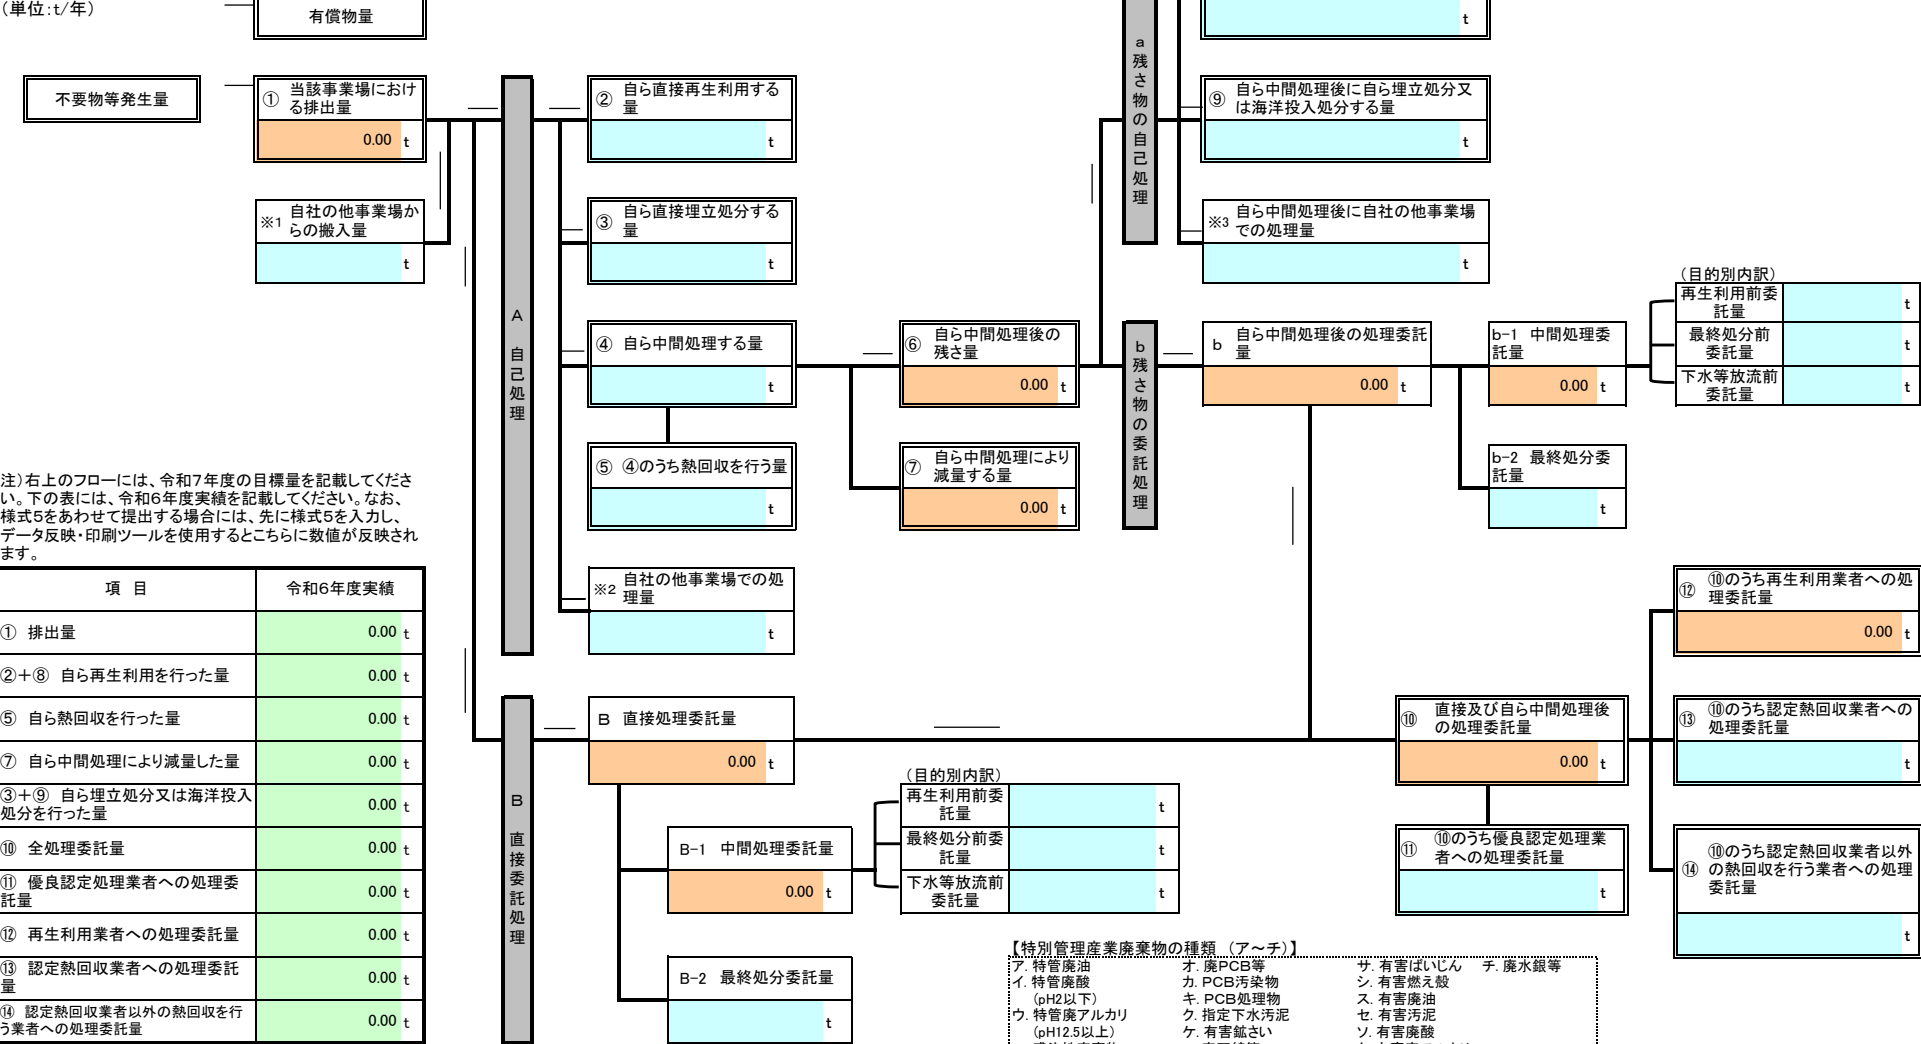 （単位：t/年）
有償物量
t
不要物等発生量
① 当該事業場におけ
る排出量
0.00 t
※1 自社の他事業場か
らの搬入量
t
A 自己処理
② 自ら直接再生利用する
量
t
③ 自ら直接埋立処分する
量
t
④ 自ら中間処理する量
t
⑤ ④のうち熱回収を行う量
t
※2 自社の他事業場での処
理量
t
⑥ 自ら中間処理後の
残さ量
0.00 t
⑦ 自ら中間処理により
減量する量
0.00 t
a残さ物の自己処理
⑨ 自ら中間処理後に自ら埋立処分又
は海洋投入処分する量
t
※3 自ら中間処理後に自社の他事業場
での処理量
t
b残さ物の委託処理
b 自ら中間処理後の処理委託
量
0.00 t
b-1 中間処理委
託量
0.00 t
b-2 最終処分委
託量
t
（目的別内訳）
再生利用前委
託量
t
最終処分前
委託量
t
下水等放流前
委託量
t
注）右上のフローには、令和7年度の目標量を記載してくださ
い。下の表には、令和6年度実績を記載してください。なお、
様式5をあわせて提出する場合には、先に様式5を入力し、
データ反映・印刷ツールを使用するとこちらに数値が反映され
ます。
項 目 令和6年度実績
① 排出量 0.00 t
②＋⑧ 自ら再生利用を行った量 0.00 t
⑤ 自ら熱回収を行った量 0.00 t
⑦ 自ら中間処理により減量した量 0.00 t
③＋⑨ 自ら埋立処分又は海洋投入
処分を行った量 0.00 t
⑩ 全処理委託量 0.00 t
⑪ 優良認定処理業者への処理委
託量 0.00 t
⑫ 再生利用業者への処理委託量 0.00 t
⑬ 認定熱回収業者への処理委託
量 0.00 t
⑭ 認定熱回収業者以外の熱回収を行
う業者への処理委託量 0.00 t
B 直接委託処理
B 直接処理委託量
0.00 t
B-1 中間処理委託量
0.00 t
B-2 最終処分委託量
t
（目的別内訳）
再生利用前委
託量
t
最終処分前委
託量
t
下水等放流前
委託量
t
⑩ 直接及び自ら中間処理後
の処理委託量
0.00 t
⑪ ⑩のうち優良認定処理業
者への処理委託量
t
⑫ ⑩のうち再生利用業者への処
理委託量
0.00 t
⑬ ⑩のうち認定熱回収業者への
処理委託量
t
⑭ ⑩のうち認定熱回収業者以外
の熱回収を行う業者への処理
委託量
t
【特別管理産業廃棄物の種類 （ア～チ）】
ア. 特管廃油 オ. 廃PCB等 サ. 有害ばいじん チ. 廃水銀等
イ. 特管廃酸 カ. PCB汚染物 シ. 有害燃え殻
(pH2以下) キ. PCB処理物 ス. 有害廃油
ウ. 特管廃アルカリ ク. 指定下水汚泥 セ. 有害汚泥
(pH12.5以上) ケ. 有害鉱さい ソ. 有害廃酸